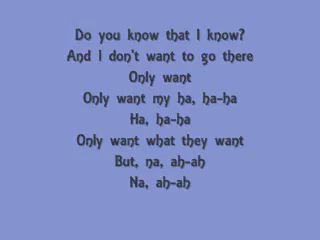 Do you know that I know?
And I don't want to go there
Only want
Only want my ha, ha-ha
Ha, ha-ha
Only want what they want
But, na, ah-ah
Na, ah-ah